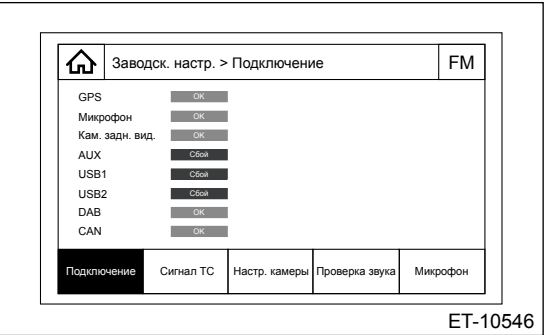 Заводск. настр. > Подключение FM
GPS OK
Микрофон OK
Кам. задн. вид. OK
AUX Сбой
USB1 Сбой
USB2 Сбой
DAB OK
CAN OK
Подключение Сигнал ТС Настр. камеры Проверка звука Микрофон
ET-10546